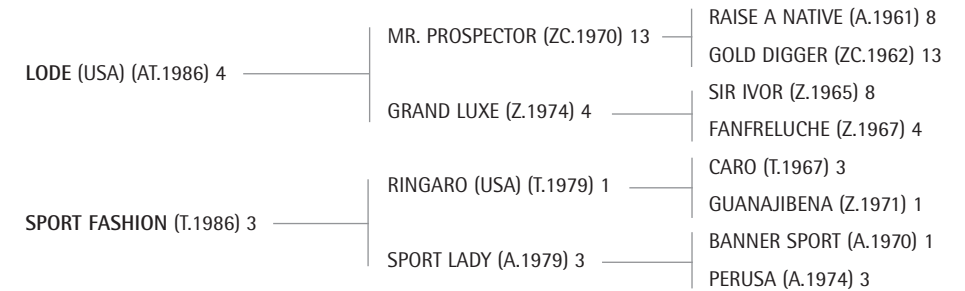 RAISE A NATIVE (A.1961) 8
MR. PROSPECTOR (ZC.1970) 13
GOLD DIGGER (ZC.1962) 13
LODE (USA) (AT.1986) 4
SIR IVOR (Z.1965) 8
GRAND LUXE (Z.1974) 4
FANFRELUCHE (Z.1967) 4
CARO (T.1967) 3
RINGARO (USA) (T.1979) 1
GUANAJIBENA (Z.1971) 1
SPORT FASHION (T.1986) 3
BANNER SPORT (A.1970) 1
SPORT LADY (A.1979) 3
PERUSA (A.1974) 3